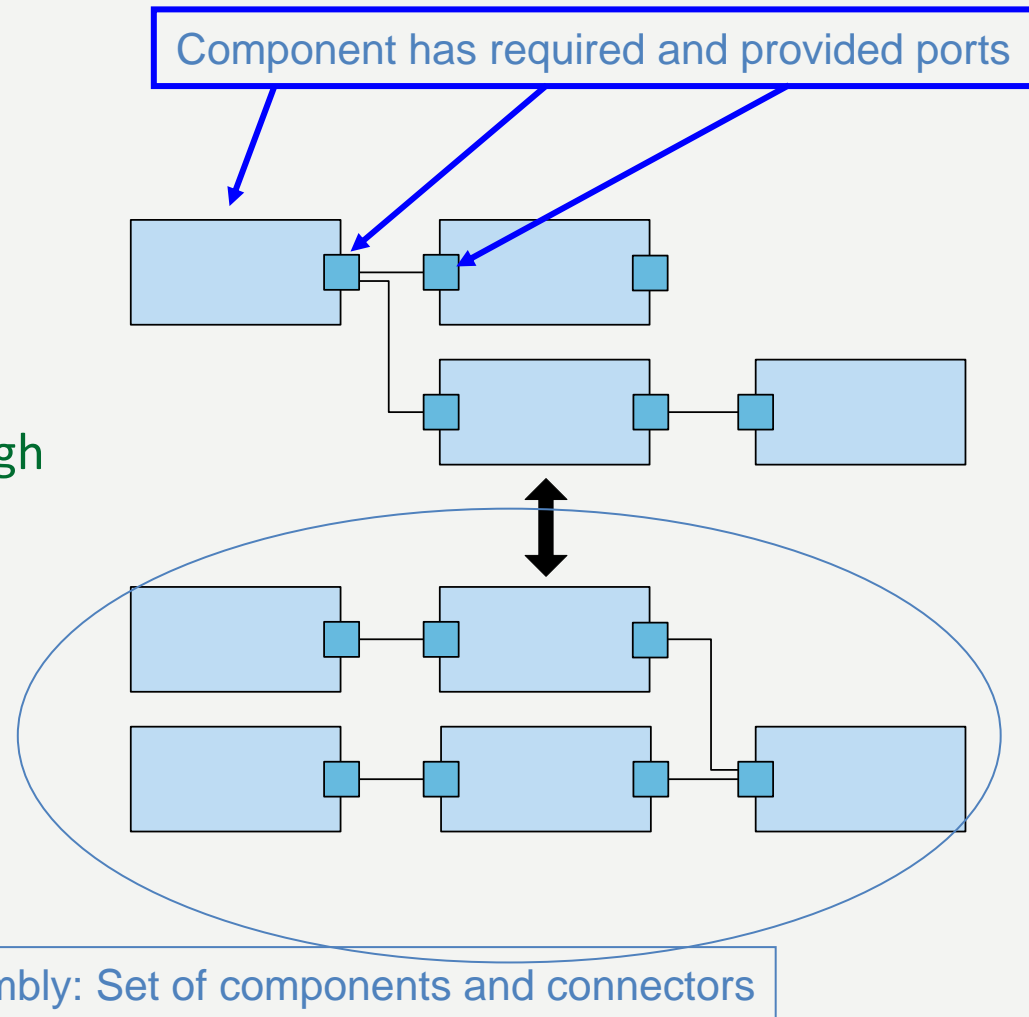 Component has required and provided ports
gh
mbly: Set of components and connectors